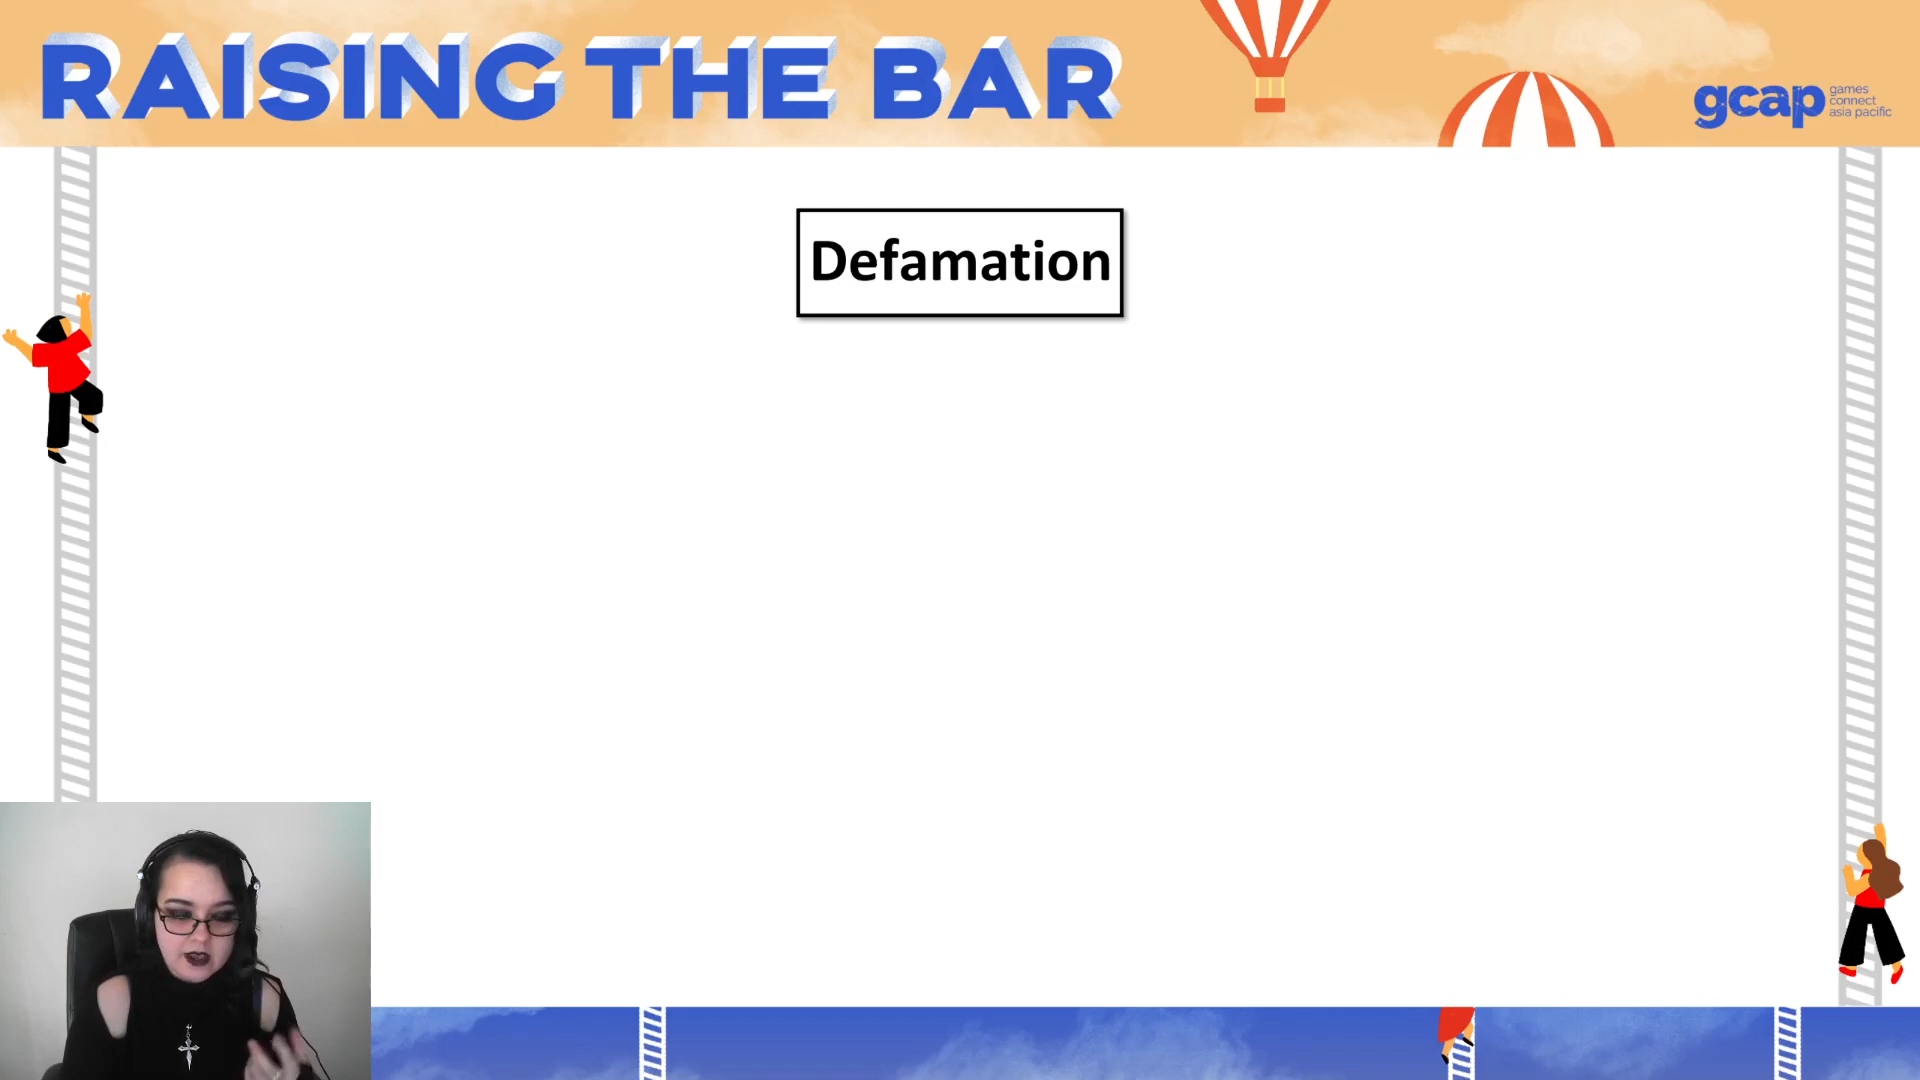 RAISING THE BAR
gcap
games
connect
asia pacific
Defamation